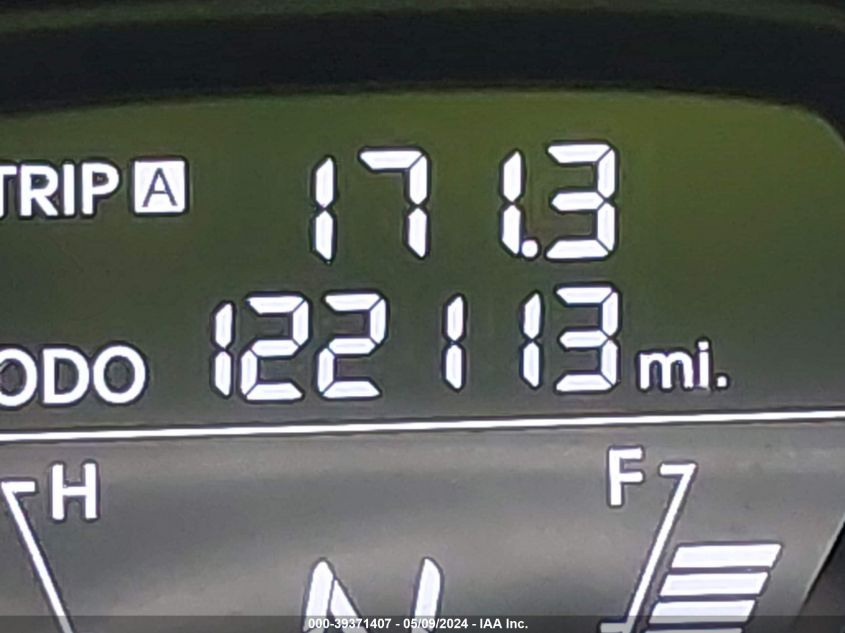 TRIP A 171.3
ODO 122113 mi.
H F
N
000-39371407 - 05/09/2024 - IAA Inc.